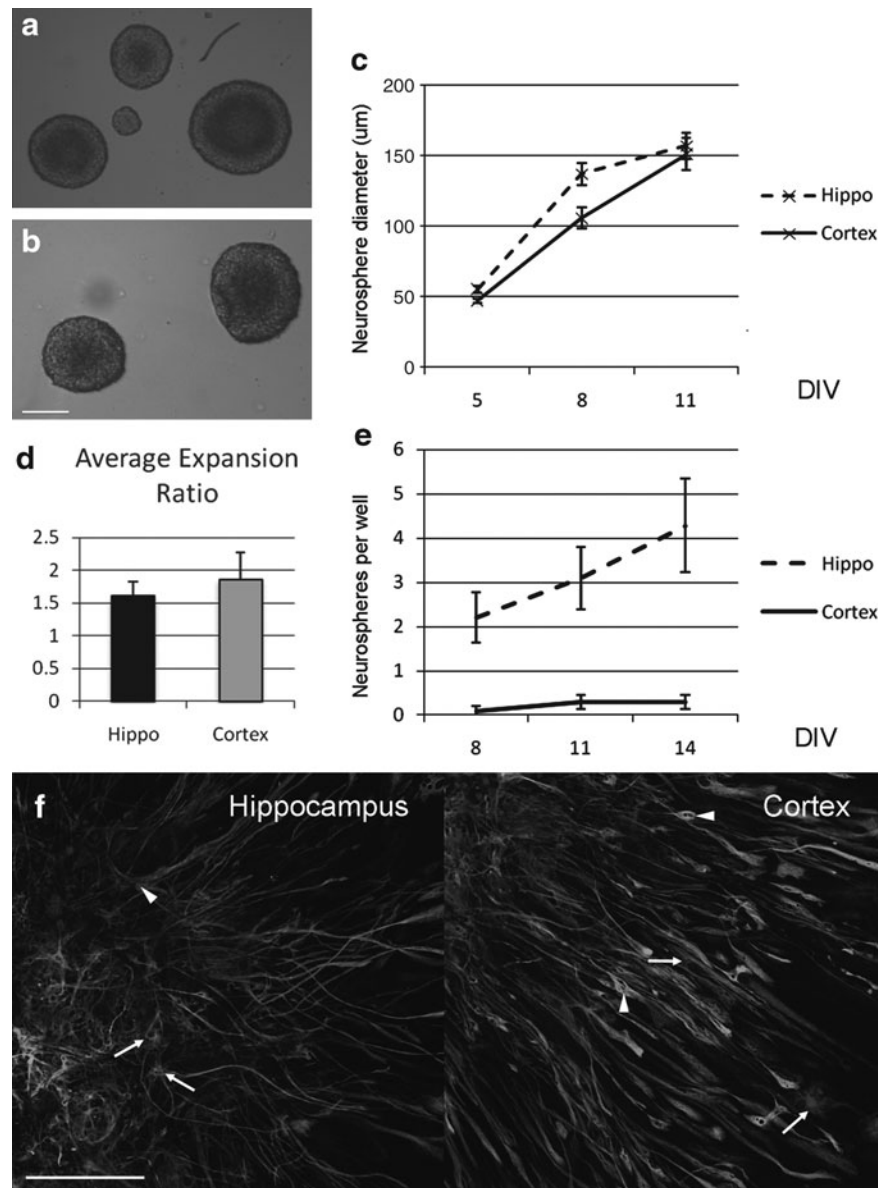 a
b
c
Neurosphere diameter (um)
200
150
100
50
0
5
8
11
DIV
Hippo
Cortex
d
Average Expansion
Ratio
2.5
2
1.5
1
0.5
0
Hippo
Cortex
e
Neurospheres per well
6
5
4
3
2
1
0
8
11
14
DIV
Hippo
Cortex
f
Hippocampus
Cortex